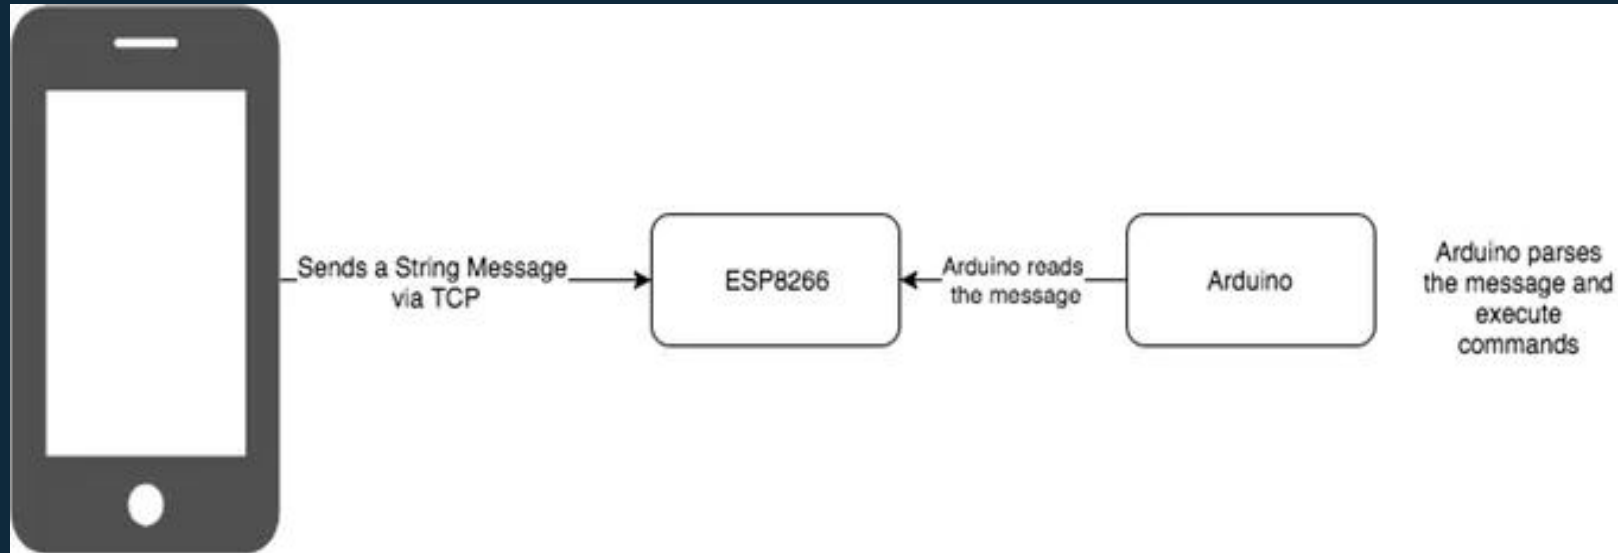 Sends a String Message
via TCP
ESP8266
Arduino reads
the message
Arduino
Arduino parses
the message and
execute
commands